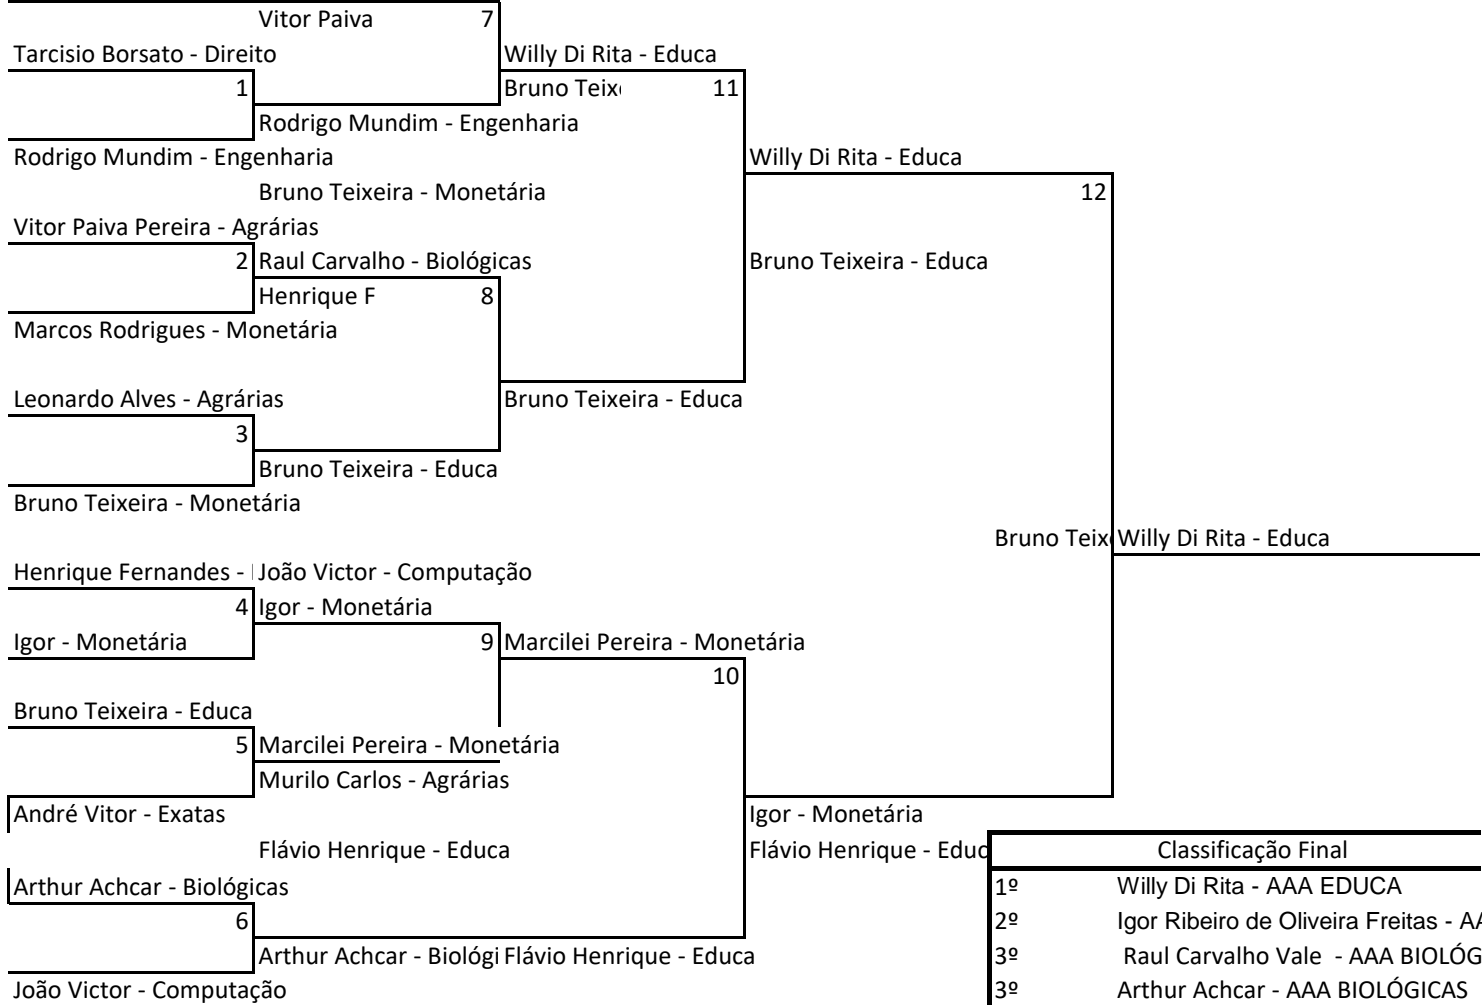 Vitor Paiva 7
Tarcisio Borsato - Direito Willy Di Rita - Educa
1 Bruno 11
Rodrigo Mundim - Engenharia
Rodrigo Mundim - Engenharia Willy Di Rita - Educa
Bruno Teixeira - Monetária 12
Vitor Paiva Pereira - Agrárias
2 Raul Carvalho - Biológicas Bruno Teixeira - Educa
Henrique F 8
Marcos Rodrigues - Monetária
Leonardo Alves - Agrárias Bruno Teixeira - Educa
3
Bruno Teixeira - Educa
Bruno Teixeira - Monetária
Bruno Willy Di Rita - Educa
Henrique Fernandes - João Victor - Computação
4 Igor - Monetária
Igor - Monetária 9 Marcilei Pereira - Monetária
10
Bruno Teixeira - Educa
5 Marcilei Pereira - Monetária
Murilo Carlos - Agrárias
André Vitor - Exatas Igor - Monetária
Flávio Henrique - Educa Flávio Henrique - Educ Classificação Final
Arthur Achcar - Biológicas 1º Willy Di Rita - AAA EDUCA
6 2º Igor Ribeiro de Oliveira Freitas -
Arthur Achcar - Biológi Flávio Henrique - Educa 3º Raul Carvalho Vale - AAA BIOLÓG
João Victor - Computação 3º Arthur Achcar - AAA BIOLÓGICAS